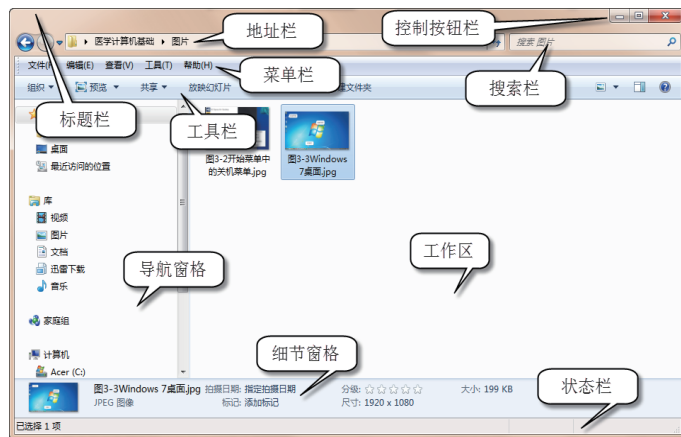 地址栏
控制按钮栏
医学计算机基础 图片
搜索 图片
文件(F) 编辑(E) 查看(V) 工具(T) 帮助(H)
菜单栏
组织 预览 共享 放映幻灯片 文件夹
搜索栏
标题栏
工具栏
桌面
最近访问的位置
图3-2开始菜单中
的关机菜单.jpg
图3-3Windows
7桌面.jpg
库
视频
图片
文档
迅雷下载
音乐
导航窗格
工作区
家庭组
计算机
Acer (C:)
细节窗格
图3-3Windows 7桌面.jpg 拍摄日期: 指定拍摄日期 分级: 大小: 199 KB
JPEG 图像 标记: 添加标记 尺寸: 1920 x 1080
状态栏
已选择 1 项